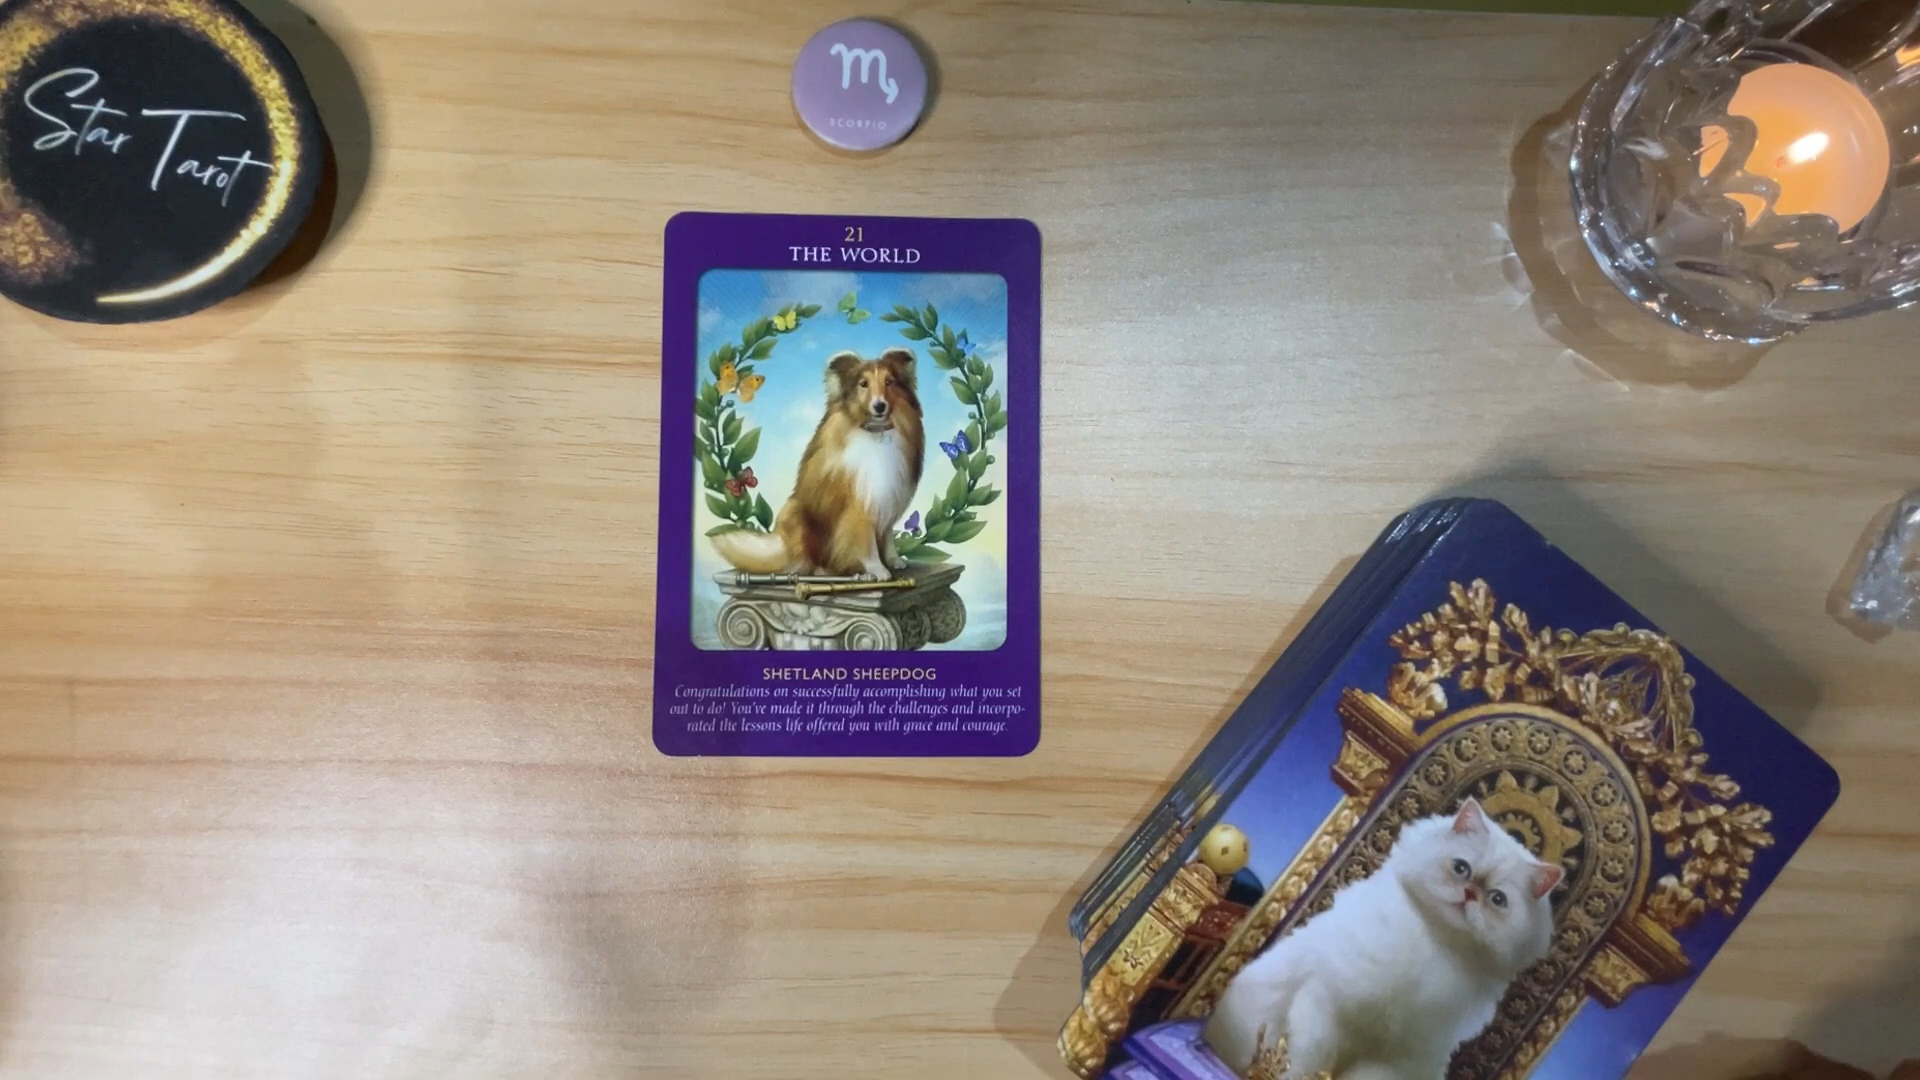 Star Tarot
SCORPIO
21
THE WORLD
SHETLAND SHEEPDOG
Congratulations on successfully accomplishing what you set
out to do! You've made it through the challenges and incorpo-
rated the lessons life offered you with grace and courage.